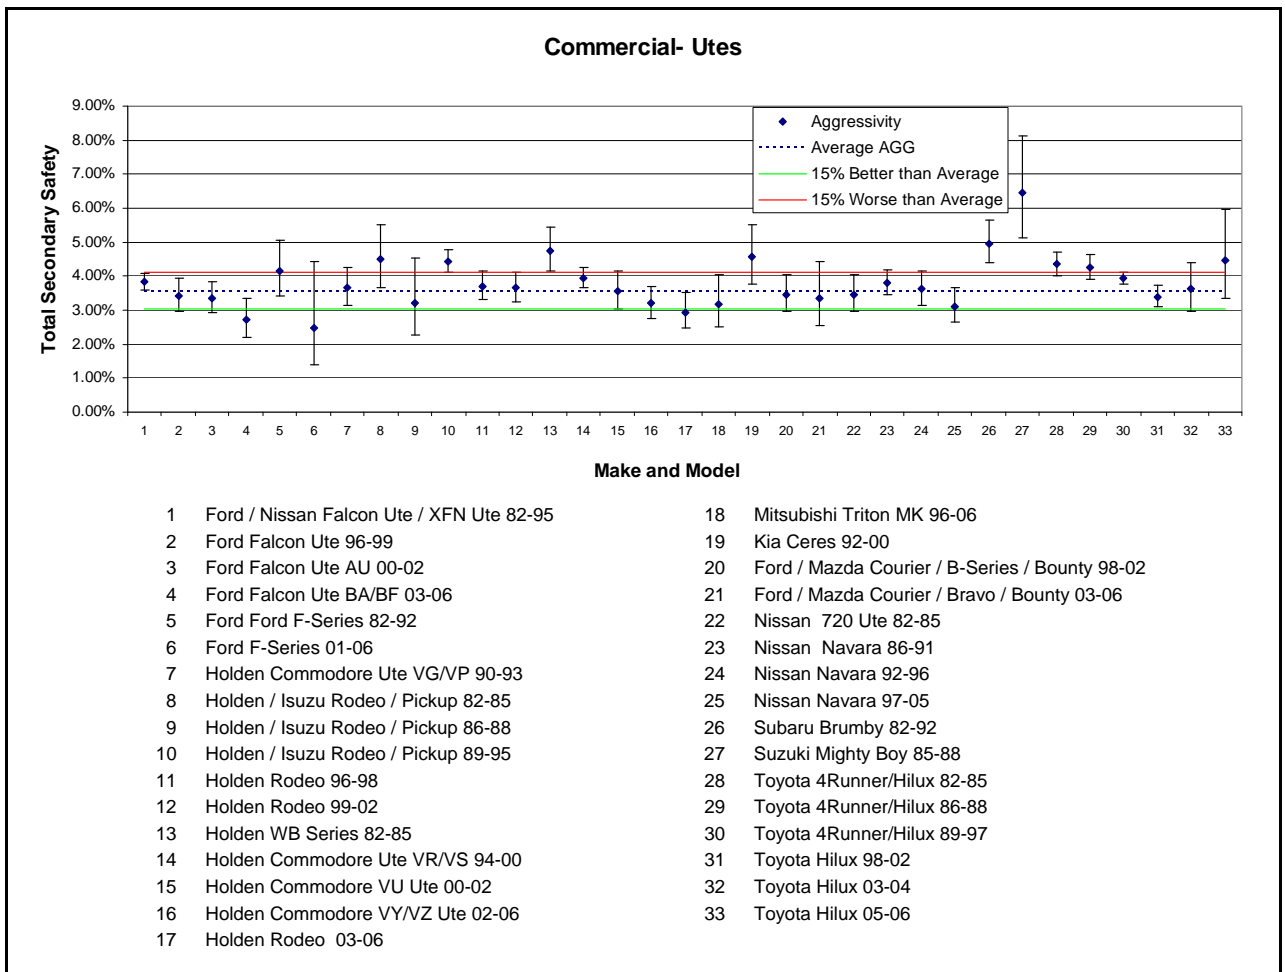 Commercial- Utes
9.00%
8.00%
7.00%
6.00%
5.00%
4.00%
3.00%
2.00%
1.00%
0.00%
Total Secondary Safety
Aggressivity
Average AGG
15% Better than Average
15% Worse than Average
1 2 3 4 5 6 7 8 9 10 11 12 13 14 15 16 17 18 19 20 21 22 23 24 25 26 27 28 29 30 31 32 33
Make and Model
1 Ford / Nissan Falcon Ute / XFN Ute 82-95
2 Ford Falcon Ute 96-99
3 Ford Falcon Ute AU 00-02
4 Ford Falcon Ute BA/BF 03-06
5 Ford Ford F-Series 82-92
6 Ford F-Series 01-06
7 Holden Commodore Ute VG/VP 90-93
8 Holden / Isuzu Rodeo / Pickup 82-85
9 Holden / Isuzu Rodeo / Pickup 86-88
10 Holden / Isuzu Rodeo / Pickup 89-95
11 Holden Rodeo 96-98
12 Holden Rodeo 99-02
13 Holden WB Series 82-85
14 Holden Commodore Ute VR/VS 94-00
15 Holden Commodore VU Ute 00-02
16 Holden Commodore VY/VZ Ute 02-06
17 Holden Rodeo 03-06
18 Mitsubishi Triton MK 96-06
19 Kia Ceres 92-00
20 Ford / Mazda Courier / B-Series / Bounty 98-02
21 Ford / Mazda Courier / Bravo / Bounty 03-06
22 Nissan 720 Ute 82-85
23 Nissan Navara 86-91
24 Nissan Navara 92-96
25 Nissan Navara 97-05
26 Subaru Brumby 82-92
27 Suzuki Mighty Boy 85-88
28 Toyota 4Runner/Hilux 82-85
29 Toyota 4Runner/Hilux 86-88
30 Toyota 4Runner/Hilux 89-97
31 Toyota Hilux 98-02
32 Toyota Hilux 03-04
33 Toyota Hilux 05-06